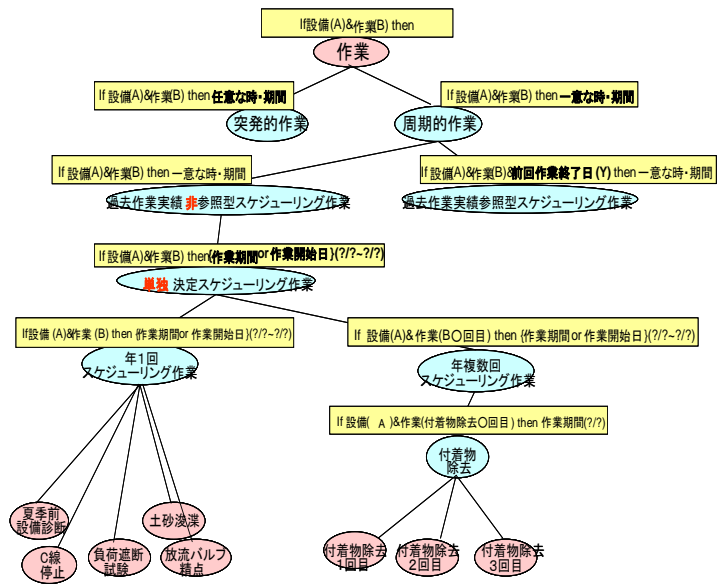 If設備(A)&作業(B) then
作業
If 設備(A)&作業(B) then 任意な時・期間
If 設備(A)&作業(B) then 一意な時・期間
突発的作業
周期的作業
If 設備(A)&作業(B) then 一意な時・期間
If 設備(A)&作業(B)&前回作業終了日(Y) then 一意な時・期間
過去作業実績 非参照型スケジューリング作業
過去作業実績参照型スケジューリング作業
If 設備(A)&作業(B) then{作業期間or作業開始日}(?/?~?/?)
単独 決定スケジューリング作業
If設備 (A)&作業 (B) then {作業期間or 作業開始日}(?/?~?/?)
If 設備(A)&作業(B〇回目) then {作業期間or 作業開始日}(?/?~?/?)
年1回
スケジューリング作業
年複数回
スケジューリング作業
If 設備( A )&作業(付着物除去〇回目) then 作業期間(?/?)
付着物
除去
夏季前
設備診断
土砂浚渫
C線
停止
負荷遮断
試験
放流バルブ
精点
付着物除去
1回目
付着物除去
2回目
付着物除去
3回目